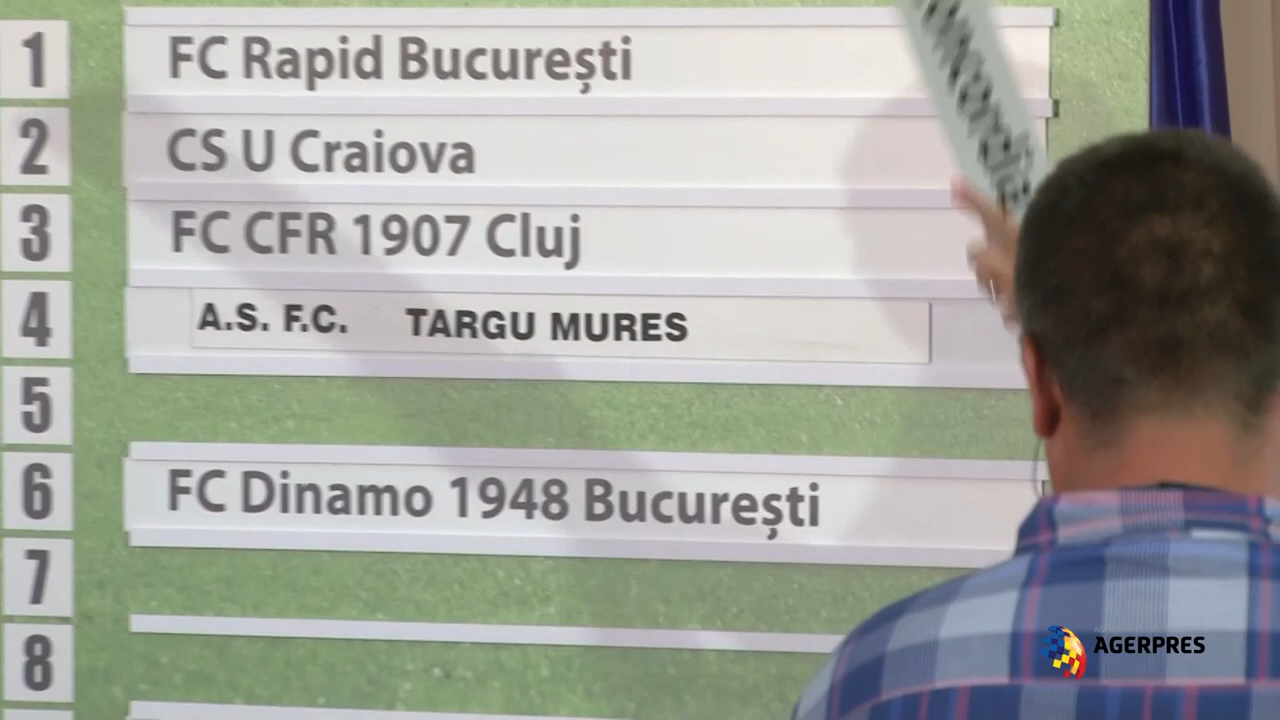 1 FC Rapid București
2 CS U Craiova
3 FC CFR 1907 Cluj
4 A.S. F.C. TARGU MURES
5
6 FC Dinamo 1948 București
7
8
AGERPRES